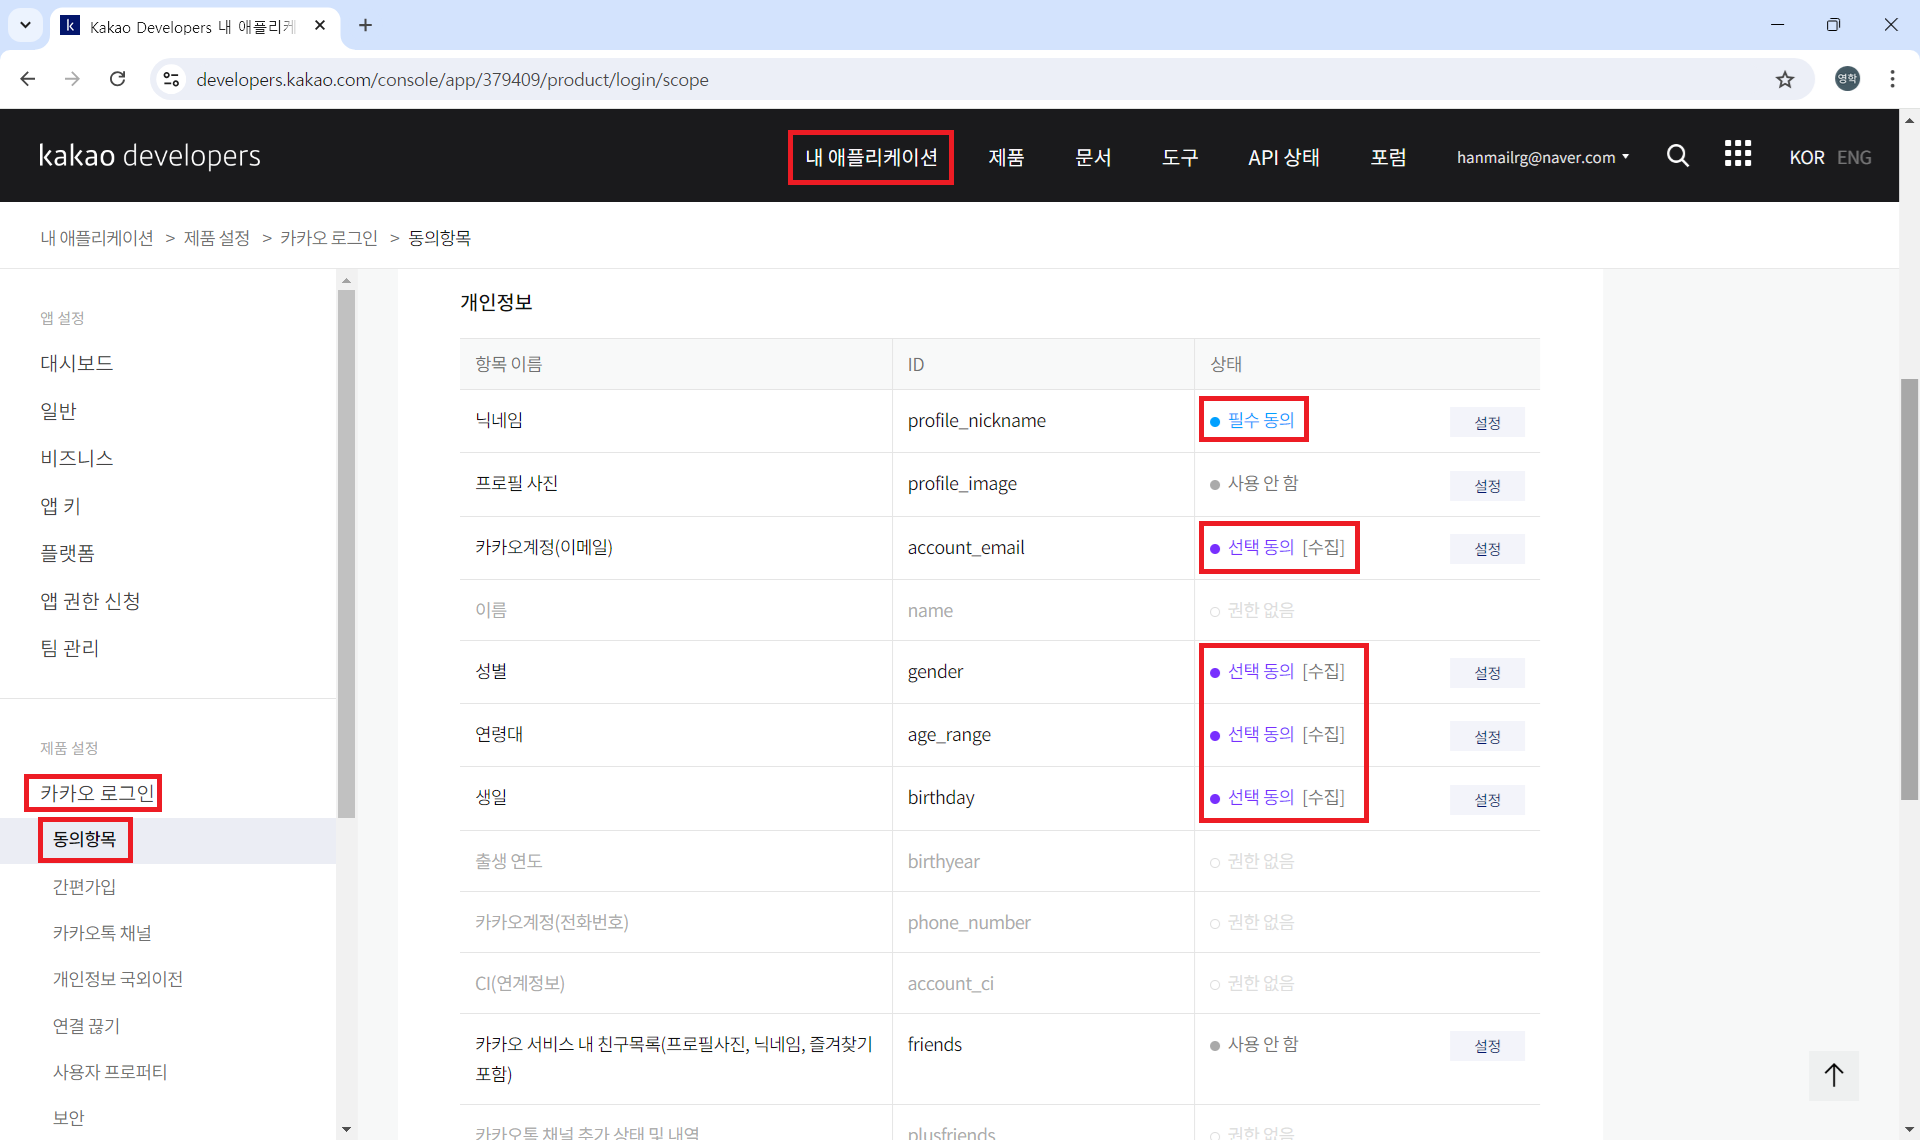 k Kakao Developers 내 애플리케
developers.kakao.com/console/app/379409/product/login/scope
영학
kakao developers
내 애플리케이션 제품 문서 도구 API 상태 포럼 hanmailrg@naver.com KOR ENG
내 애플리케이션 > 제품 설정 > 카카오 로그인 > 동의항목
앱 설정
대시보드
일반
비즈니스
앱 키
플랫폼
앱 권한 신청
팀 관리
제품 설정
카카오 로그인
동의항목
간편가입
카카오톡 채널
개인정보 국외이전
연결 끊기
사용자 프로퍼티
보안
개인정보
항목 이름 ID 상태
닉네임 profile_nickname 필수 동의 설정
프로필 사진 profile_image 사용 안 함 설정
카카오계정(이메일) account_email 선택 동의 [수집] 설정
이름 name 권한 없음
성별 gender 선택 동의 [수집] 설정
연령대 age_range 선택 동의 [수집] 설정
생일 birthday 선택 동의 [수집] 설정
출생 연도 birthyear 권한 없음
카카오계정(전화번호) phone_number 권한 없음
CI(연계정보) account_ci 권한 없음
카카오 서비스 내 친구목록(프로필사진, 닉네임, 즐겨찾기 friends 사용 안 함 설정
포함)
카카오톡 채널 추가 상태 및 내역 plusfriends 권한 없음